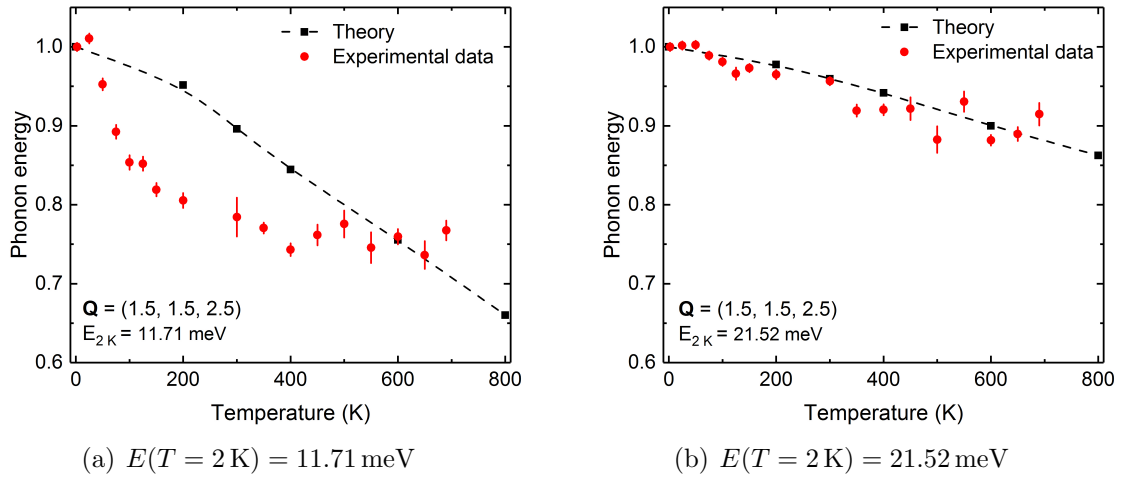 Theory
Experimental data
1.0
0.9
0.8
0.7
0.6
Phonon energy
Q = (1.5, 1.5, 2.5)
E2 K = 11.71 meV
0 200 400 600 800
Temperature (K)
(a) E(T = 2 K) = 11.71 meV
Theory
Experimental data
1.0
0.9
0.8
0.7
0.6
Phonon energy
Q = (1.5, 1.5, 2.5)
E2 K = 21.52 meV
0 200 400 600 800
Temperature (K)
(b) E(T = 2 K) = 21.52 meV